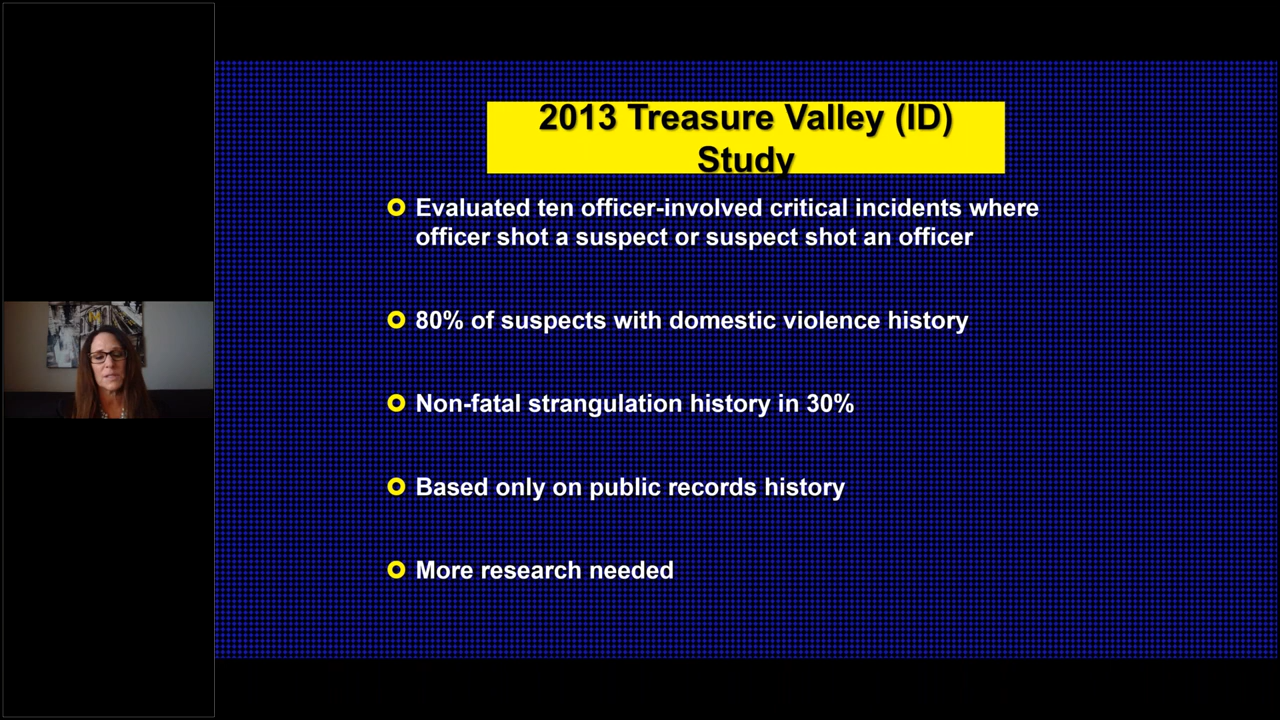 2013 Treasure Valley (ID)
Study
Evaluated ten officer-involved critical incidents where
officer shot a suspect or suspect shot an officer
80% of suspects with domestic violence history
Non-fatal strangulation history in 30%
Based only on public records history
More research needed